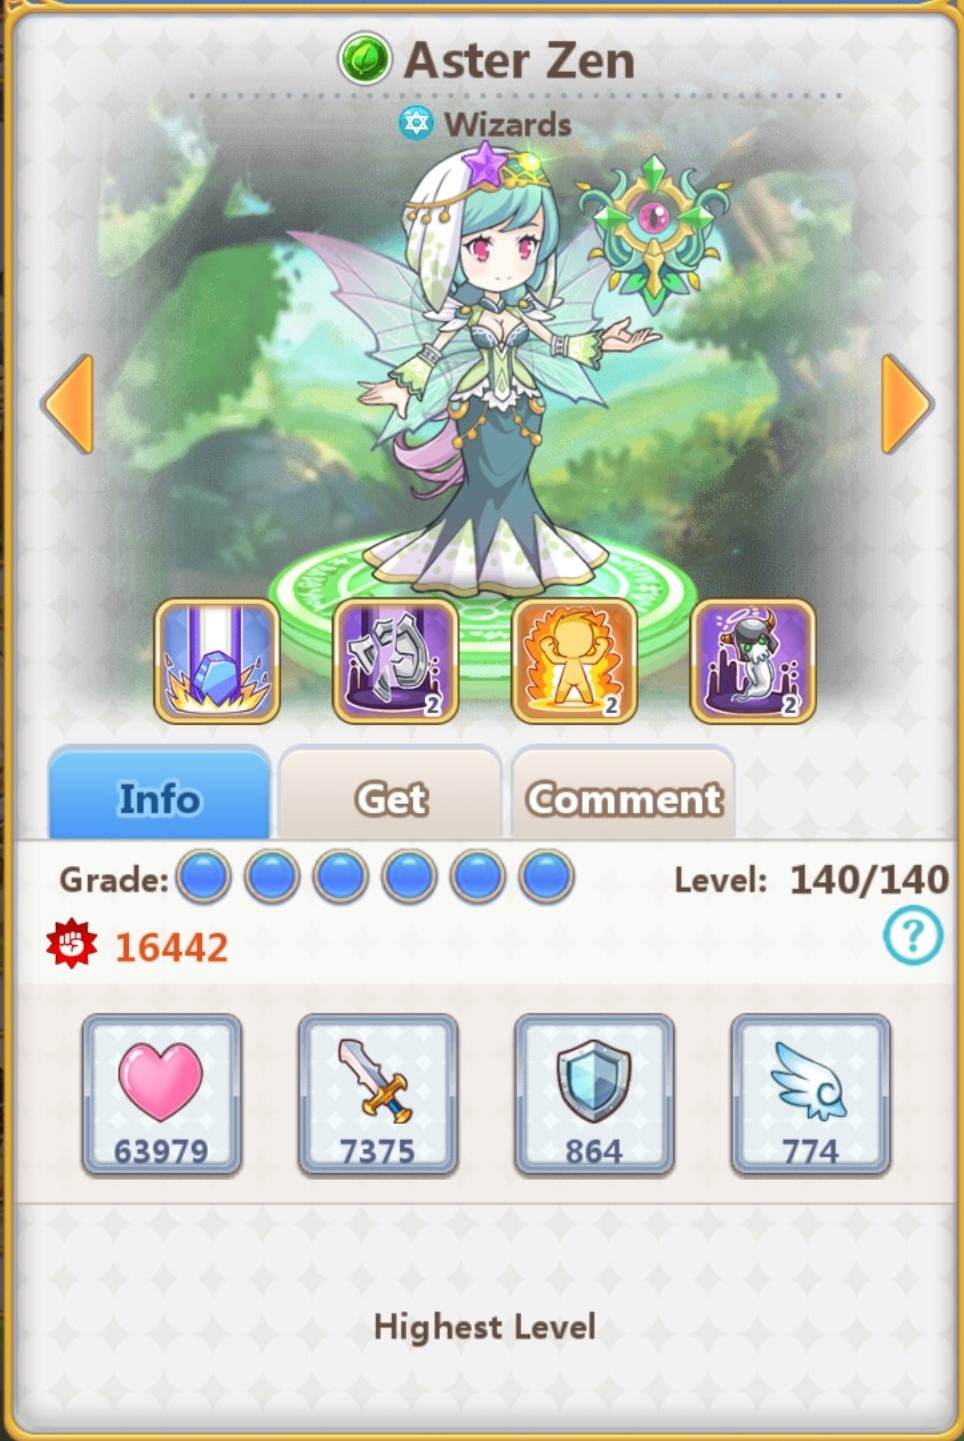 Aster Zen
Wizards
2 2 2
Info Get Comment
Grade: Level: 140/140
16442 ?
63979 7375 864 774
Highest Level